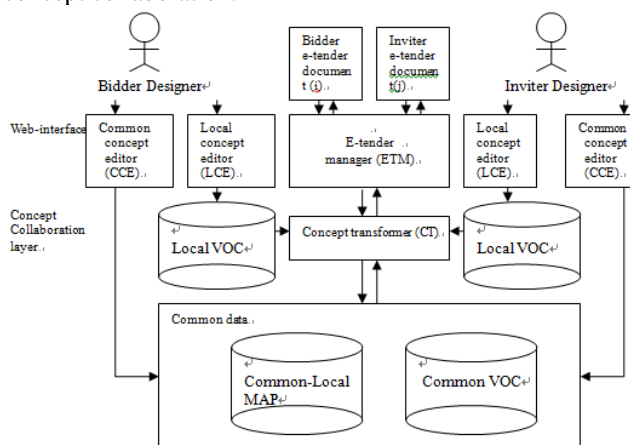 Bidder
e-tender
documen
t (i).
Inviter
e-tender
documen
t(j).
Bidder Designer
Inviter Designer
Web-interface
Common
concept
editor
(CCE).
Local
concept
editor
(LCE).
E-tender
manager (ETM).
Local
concept
editor
(LCE).
Common
concept
editor
(CCE).
Concept
Collaboration
layer.
Local VOC
Concept transformer (CT).
Local VOC
Common data.
Common-Local
MAP
Common VOC